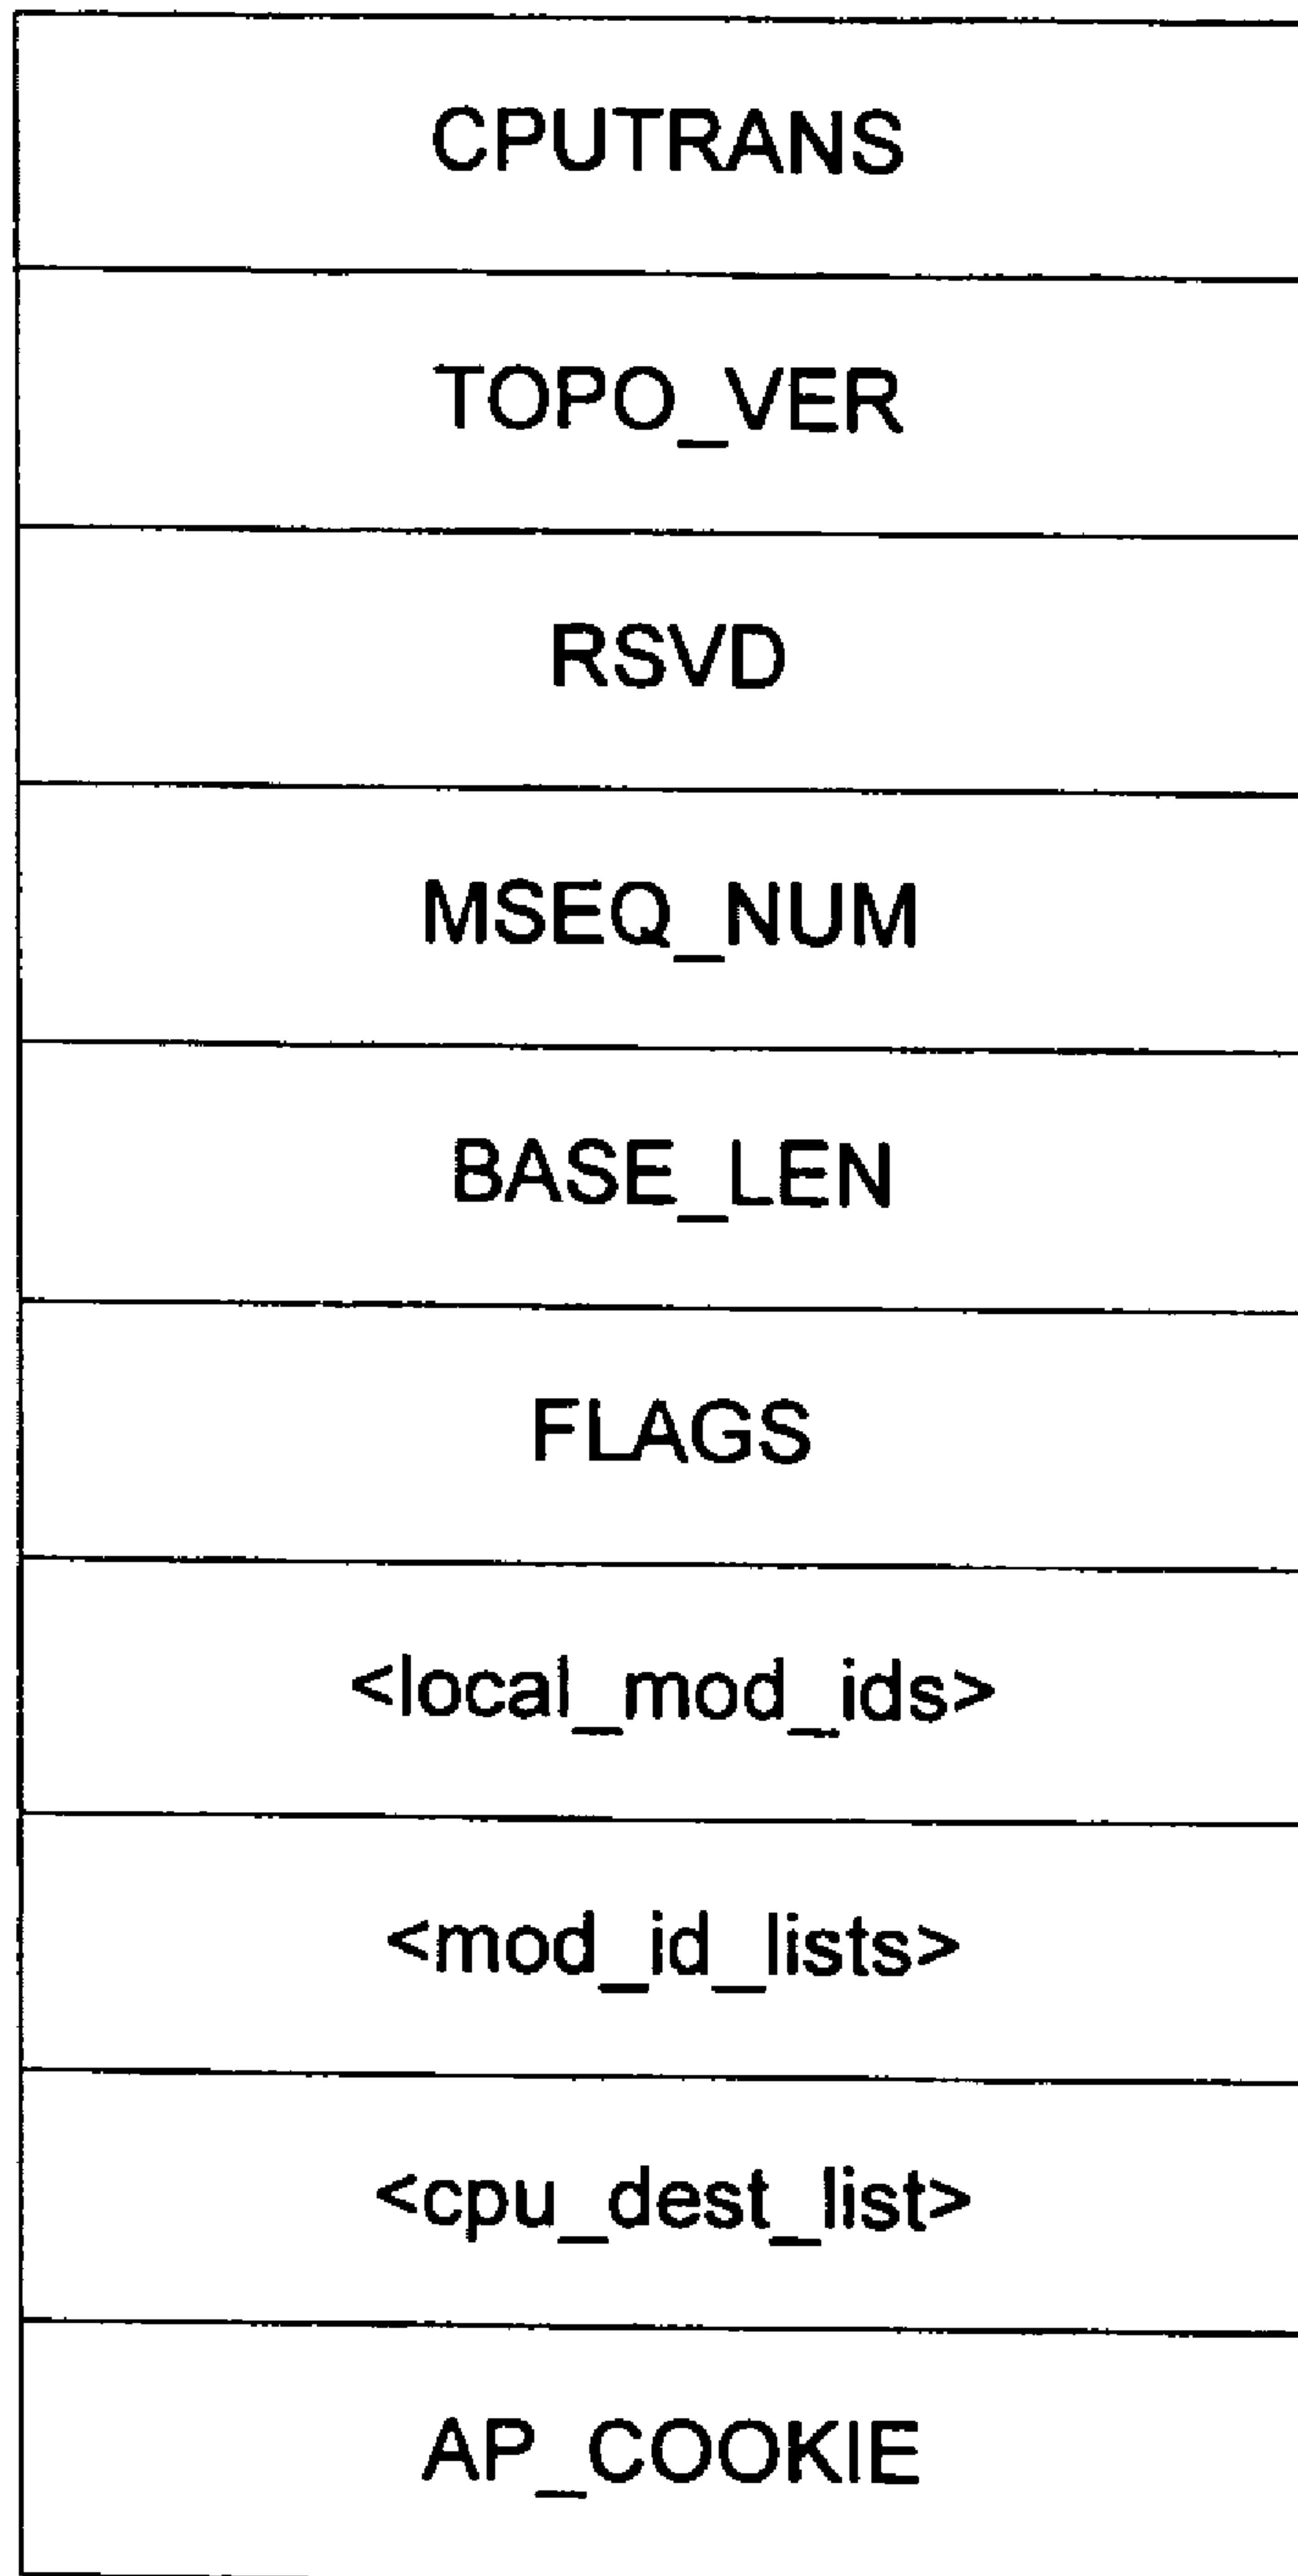 CPUTRANS
TOPO_VER
RSVD
MSEQ_NUM
BASE_LEN
FLAGS
<local_mod_ids>
<mod_id_lists>
<cpu_dest_list>
AP_COOKIE